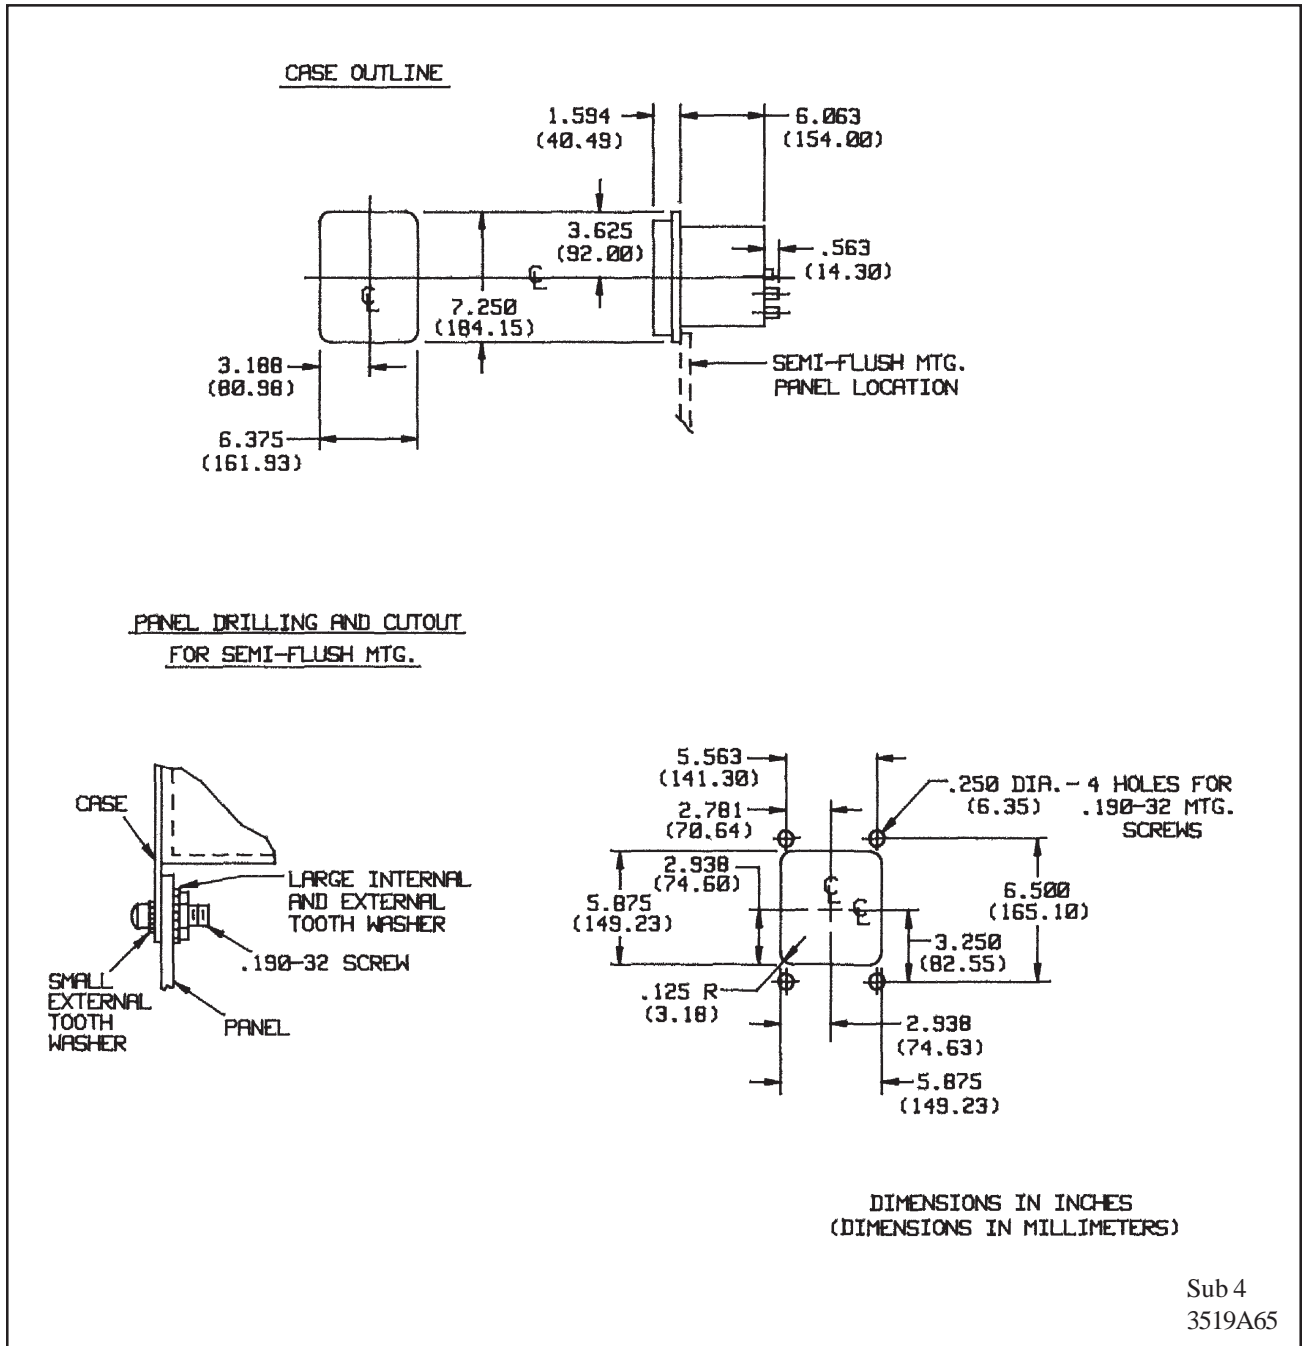 CASE OUTLINE
1.594
(40.49)
6.063
(154.00)
3.625
(92.00)
.563
(14.30)
CL
CL
7.250
(184.15)
3.188
(80.98)
SEMI-FLUSH MTG.
PANEL LOCATION
6.375
(161.93)
PANEL DRILLING AND CUTOUT
FOR SEMI-FLUSH MTG.
CASE
LARGE INTERNAL
AND EXTERNAL
TOOTH WASHER
.190-32 SCREW
SMALL
EXTERNAL
TOOTH
WASHER
PANEL
5.563
(141.30)
2.781
(70.64)
.250 DIA. - 4 HOLES FOR
(6.35) .190-32 MTG.
SCREWS
2.938
(74.60)
5.875
(149.23)
CL
CL
6.500
(165.10)
3.250
(82.55)
.125 R
(3.18)
2.938
(74.63)
5.875
(149.23)
DIMENSIONS IN INCHES
(DIMENSIONS IN MILLIMETERS)
Sub 4
3519A65